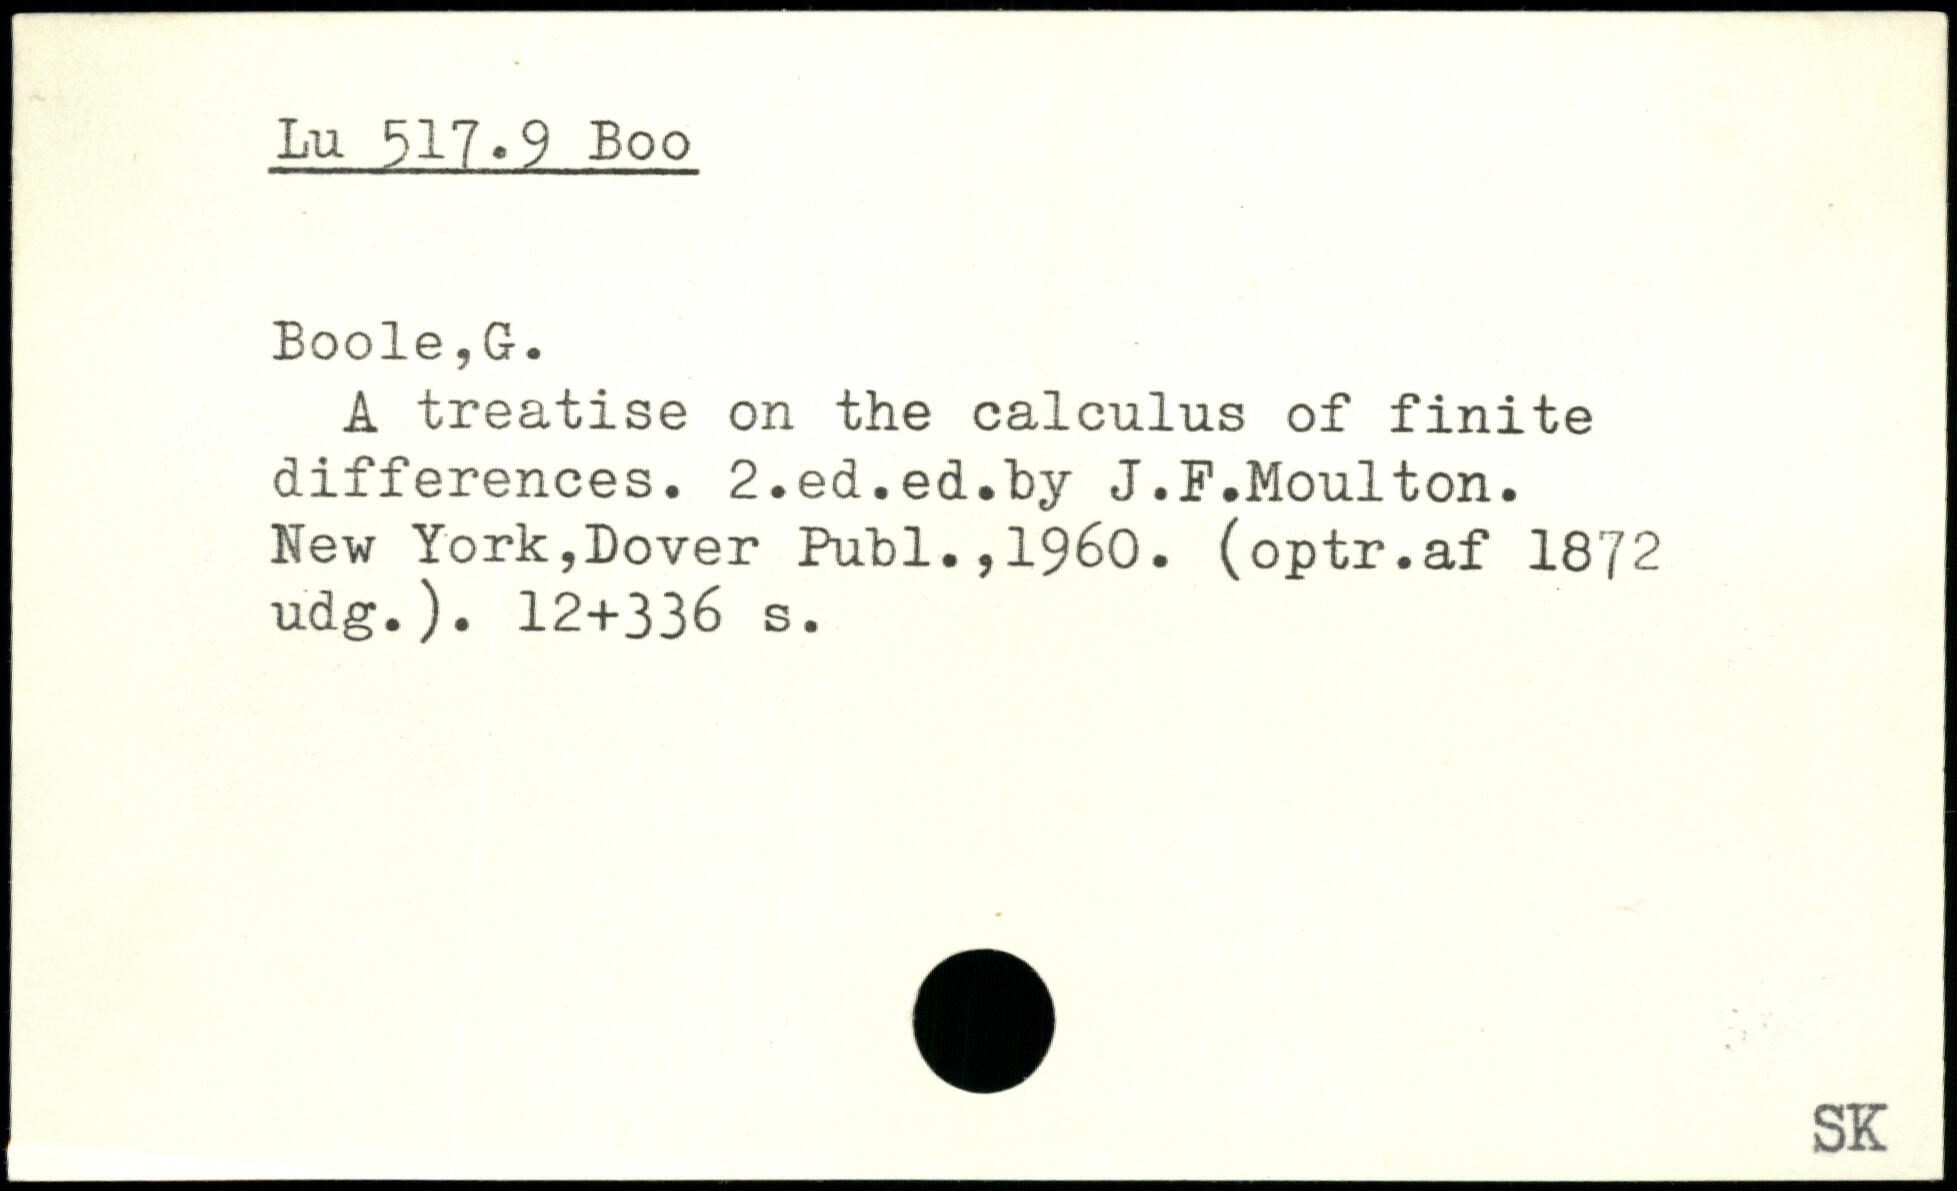 Lu 517.9 Boo
Boole,G.
A treatise on the calculus of finite
differences. 2.ed.ed.by J.F.Moulton.
New York,Dover Publ.,1960. (optr.af 1872
udg.). 12+336 s.
SK